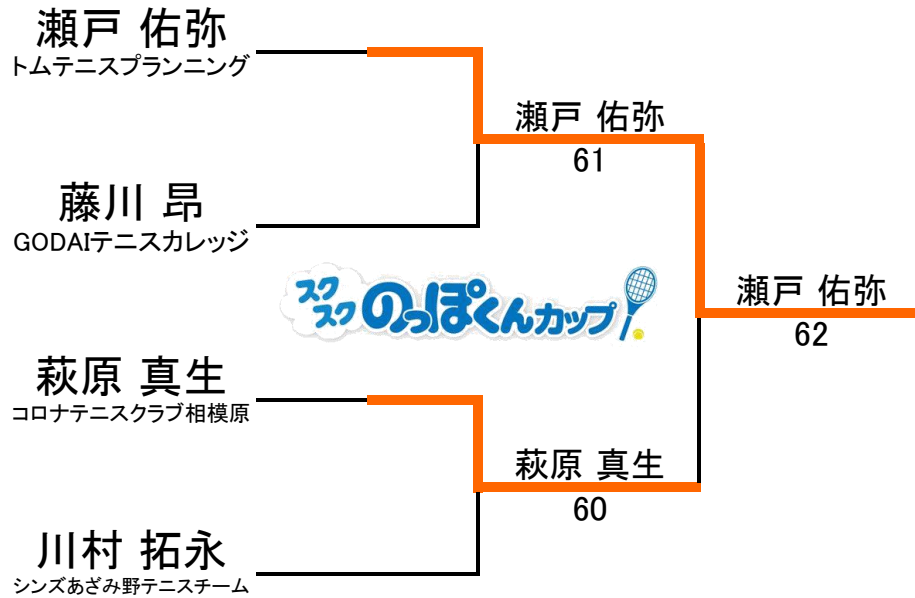 瀬戸 佑弥
トムテニスプランニング
瀬戸 佑弥
61
藤川 昂
GODAIテニスカレッジ
スクスクのっぽくんカップ
瀬戸 佑弥
62
萩原 真生
コロナテニスクラブ相模原
萩原 真生
60
川村 拓永
シンズあざみ野テニスチーム